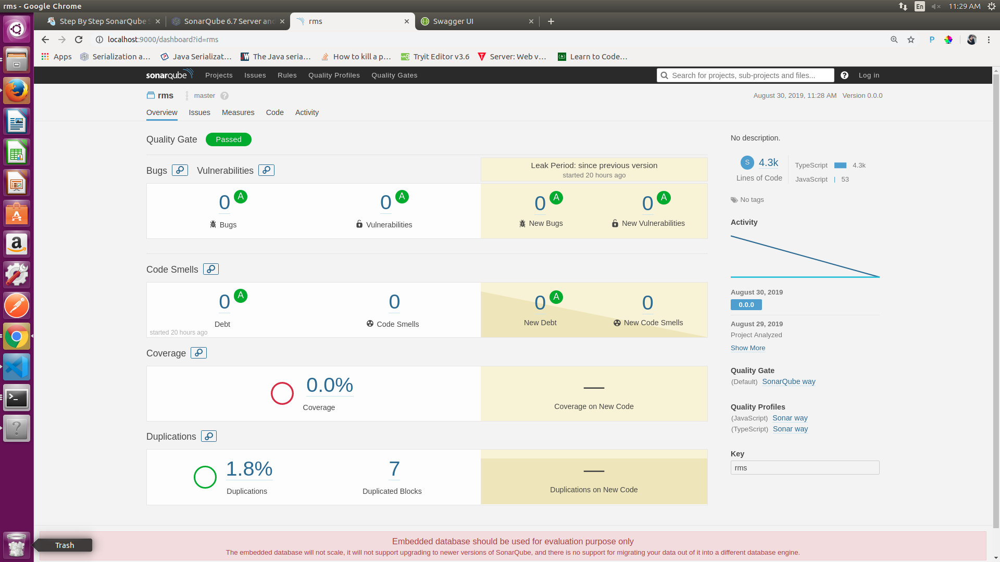 rms - Google Chrome
En
11:29 AM
Step By Step SonarQube S
SonarQube 6.7 Server and
rms
Swagger UI
localhost:9000/dashboard?id=rms
Apps
Serialization a...
Java Serializat...
The Java seria...
How to kill a p...
Tryit Editor v3.6
Server: Web v...
Learn to Code...
sonarqube
Projects
Issues
Rules
Quality Profiles
Quality Gates
Search for projects, sub-projects and files...
Log in
rms
master
August 30, 2019, 11:28 AM Version 0.0.0
Overview
Issues
Measures
Code
Activity
Quality Gate
Passed
Bugs
Vulnerabilities
Leak Period: since previous version
started 20 hours ago
0 A
Bugs
0 A
Vulnerabilities
0 A
New Bugs
0 A
New Vulnerabilities
Code Smells
0 A
Debt
started 20 hours ago
0
Code Smells
0 A
New Debt
0
New Code Smells
Coverage
0.0%
Coverage
—
Coverage on New Code
Duplications
1.8%
Duplications
7
Duplicated Blocks
—
Duplications on New Code
No description.
S 4.3k
Lines of Code
TypeScript 4.3k
JavaScript 53
No tags
Activity
August 30, 2019
0.0.0
August 29, 2019
Project Analyzed
Show More
Quality Gate
(Default) SonarQube way
Quality Profiles
(JavaScript) Sonar way
(TypeScript) Sonar way
Key
rms
Trash
Embedded database should be used for evaluation purpose only
The embedded database will not scale, it will not support upgrading to newer versions of SonarQube, and there is no support for migrating your data out of it into a different database engine.